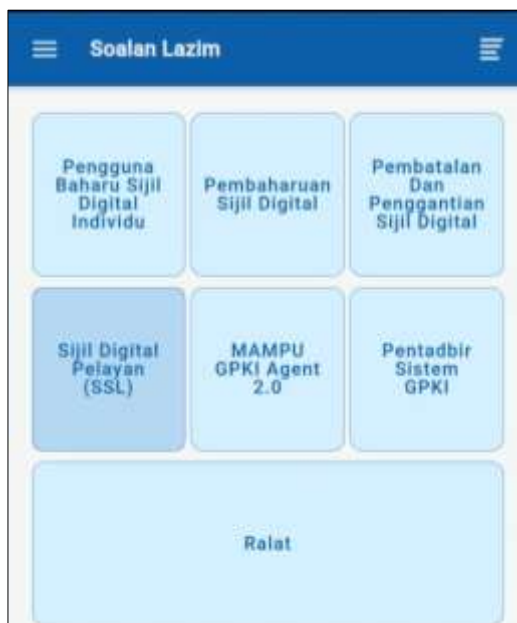 Soalan Lazim
Pengguna
Baharu Sijil
Digital
Individu
Pembaharuan
Sijil Digital
Pembatalan
Dan
Penggantian
Sijil Digital
Sijil Digital
Pelayan
(SSL)
MAMPU
GPKI Agent
2.0
Pentadbir
Sistem
GPKI
Ralat